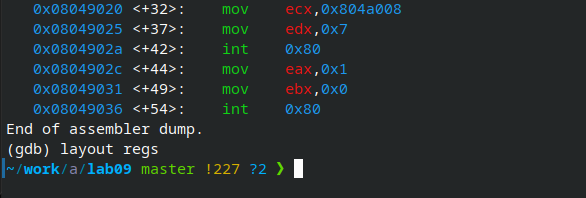 0x08049020 <+32>:    mov    ecx,0x804a008
0x08049025 <+37>:    mov    edx,0x7
0x0804902a <+42>:    int    0x80
0x0804902c <+44>:    mov    eax,0x1
0x08049031 <+49>:    mov    ebx,0x0
0x08049036 <+54>:    int    0x80
End of assembler dump.
(gdb) layout regs
~/work/a/lab09 master !227 ?2 ❯